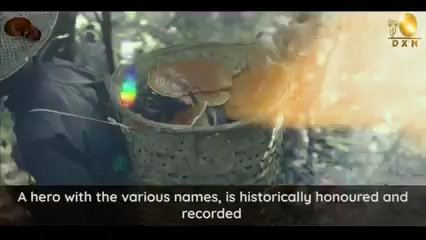 DXN
A hero with the various names, is historically honoured and
recorded